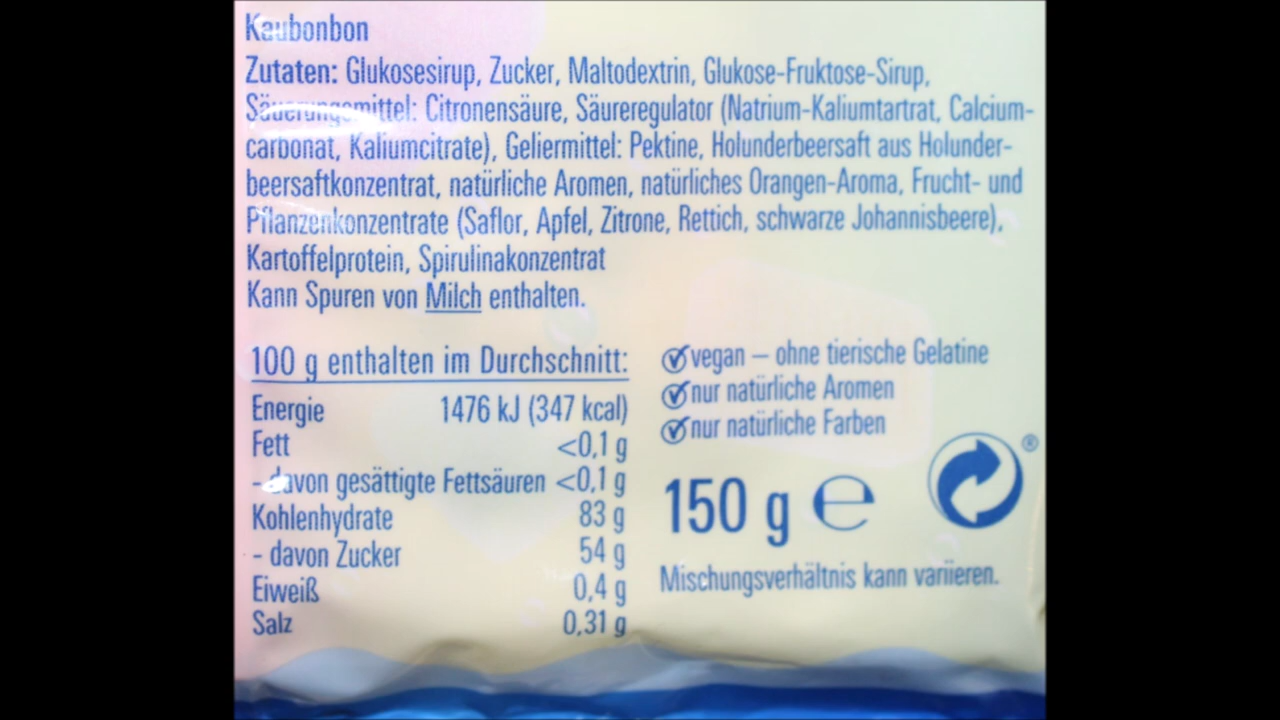 Kaubonbon
Zutaten: Glukosesirup, Zucker, Maltodextrin, Glukose-Fruktose-Sirup,
Säuerungsmittel: Citronensäure, Säureregulator (Natrium-Kaliumtartrat, Calcium-
carbonat, Kaliumcitrate), Geliermittel: Pektine, Holunderbeersaft aus Holunder-
beersaftkonzentrat, natürliche Aromen, natürliches Orangen-Aroma, Frucht- und
Pflanzenkonzentrate (Saflor, Apfel, Zitrone, Rettich, schwarze Johannisbeere),
Kartoffelprotein, Spirulinakonzentrat
Kann Spuren von Milch enthalten.
100 g enthalten im Durchschnitt:
Energie 1476 kJ (347 kcal)
Fett <0,1 g
- davon gesättigte Fettsäuren <0,1 g
Kohlenhydrate 83 g
- davon Zucker 54 g
Eiweiß 0,4 g
Salz 0,31 g
vegan – ohne tierische Gelatine
nur natürliche Aromen
nur natürliche Farben
150 g e
®
Mischungsverhältnis kann variieren.